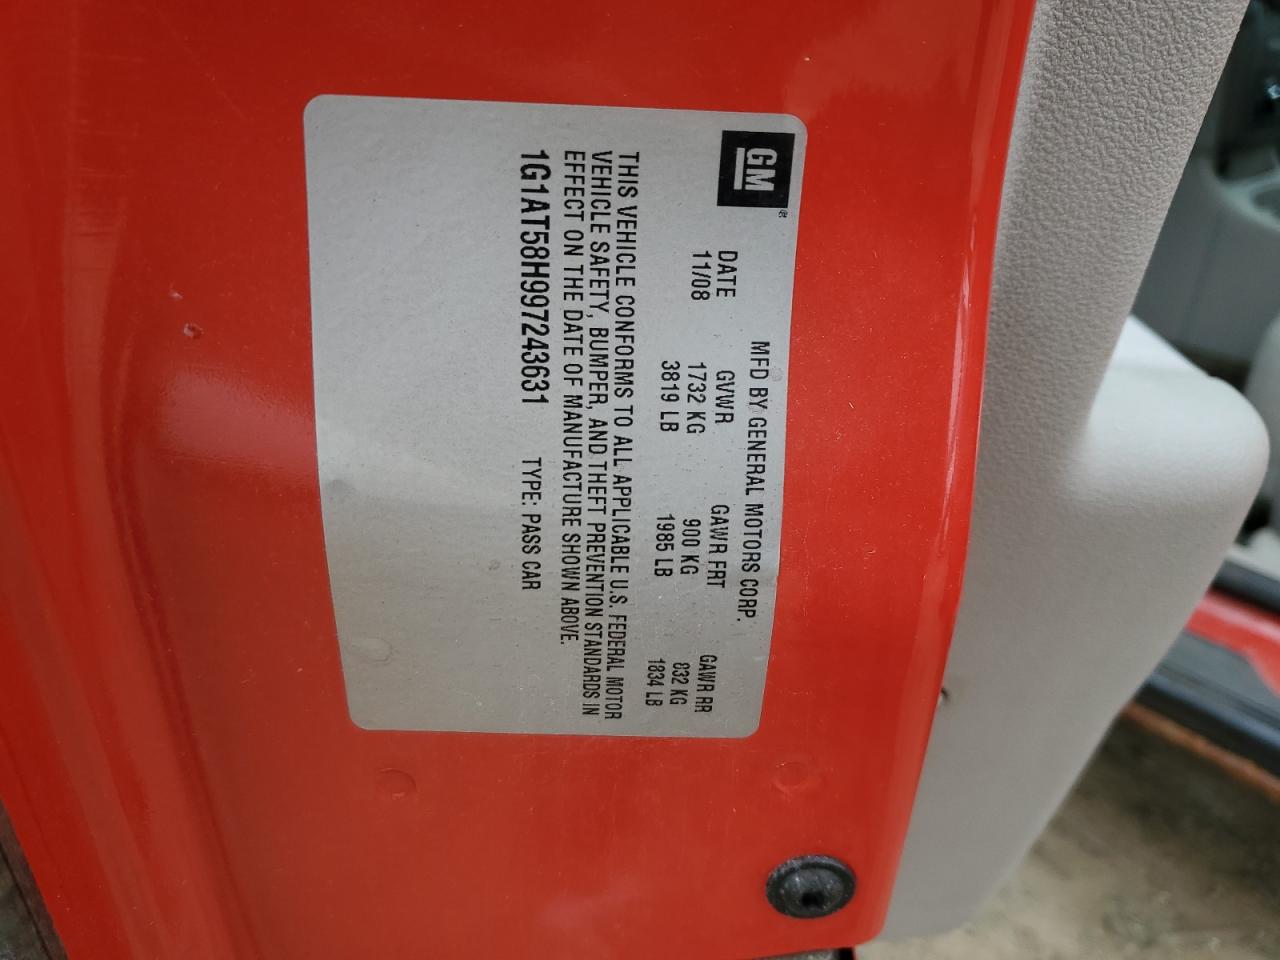 GM
MFD BY GENERAL MOTORS CORP.
DATE GVWR GAWR FRT GAWR RR
11/08 1732 KG 900 KG 832 KG
3819 LB 1985 LB 1834 LB
THIS VEHICLE CONFORMS TO ALL APPLICABLE U.S. FEDERAL MOTOR
VEHICLE SAFETY, BUMPER, AND THEFT PREVENTION STANDARDS IN
EFFECT ON THE DATE OF MANUFACTURE SHOWN ABOVE.
1G1AT58H997243631 TYPE: PASS CAR